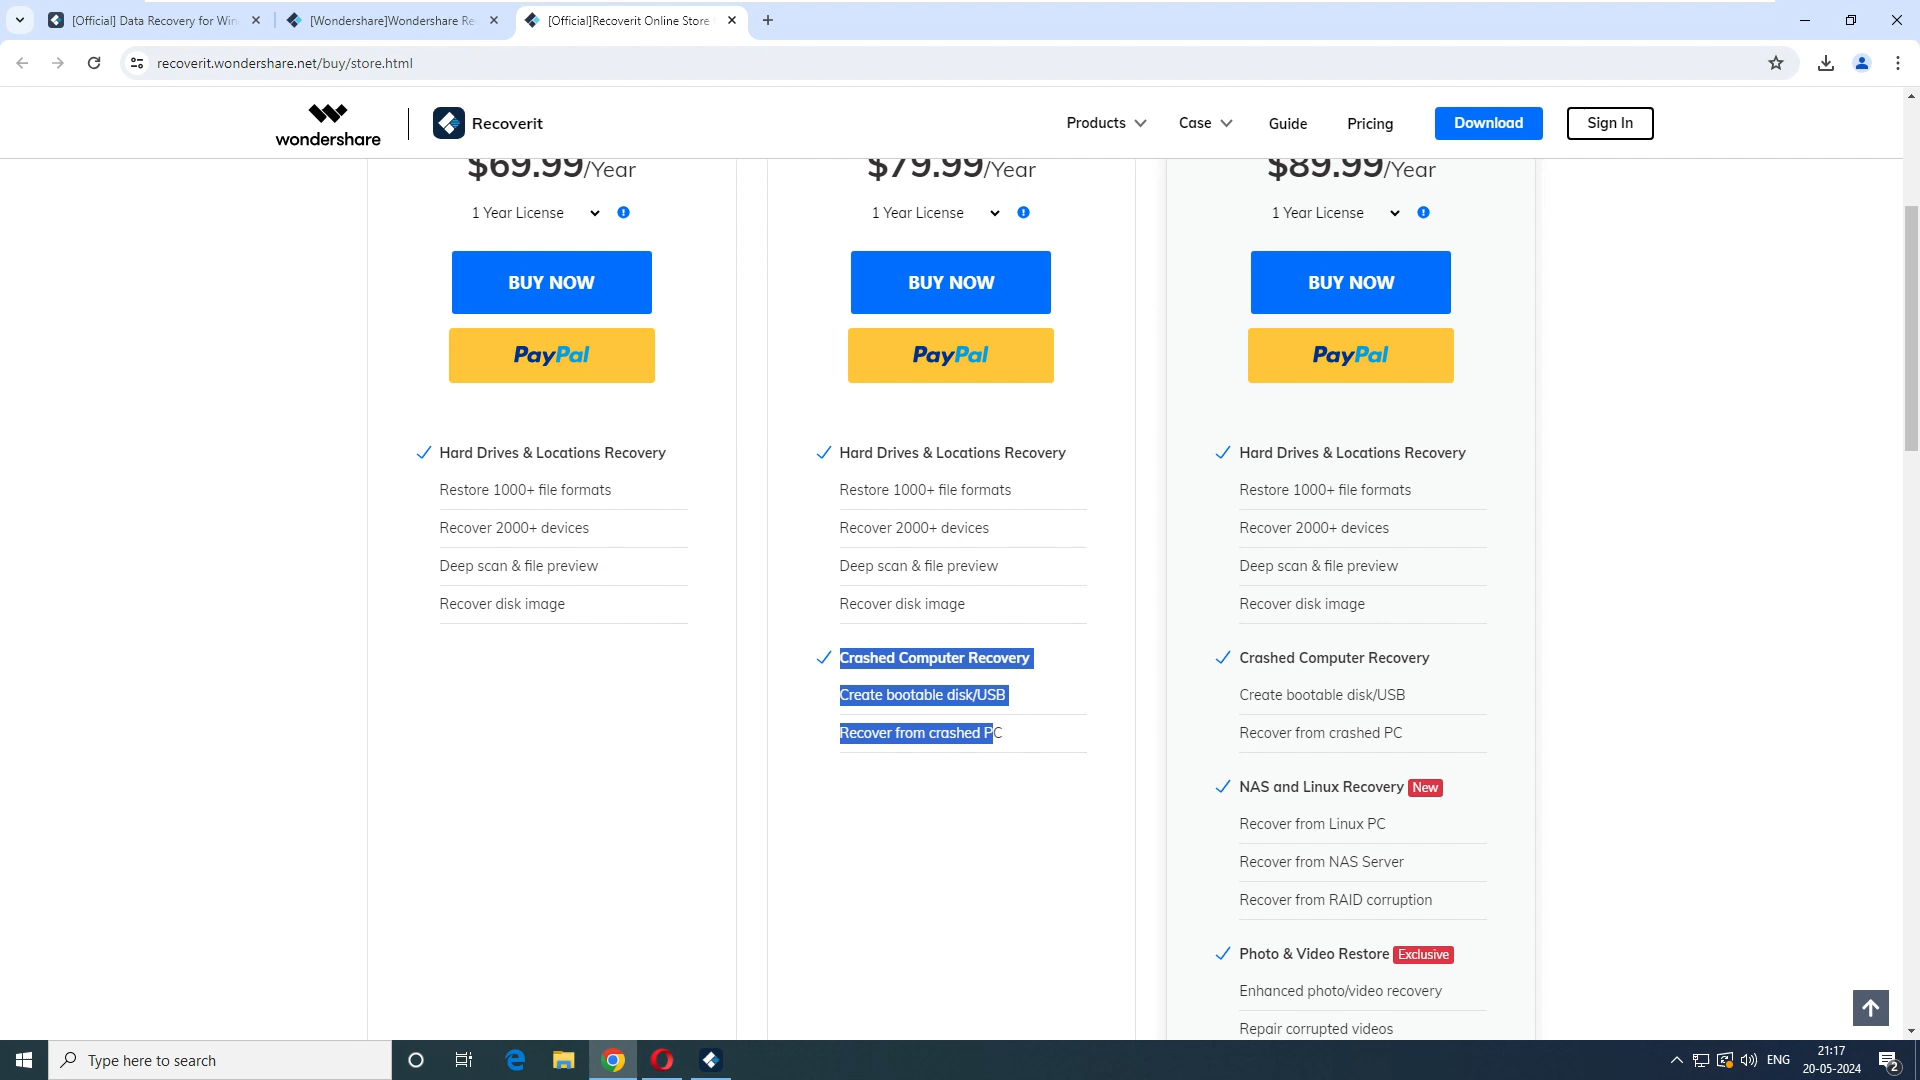 [Official] Data Recovery for Win
[Wondershare]Wondershare Re
[Official]Recoverit Online Store
recoverit.wondershare.net/buy/store.html
wondershare
Recoverit
Products
Case
Guide
Pricing
Download
Sign In
$69.99/Year
1 Year License
BUY NOW
PayPal
Hard Drives & Locations Recovery
Restore 1000+ file formats
Recover 2000+ devices
Deep scan & file preview
Recover disk image
$79.99/Year
1 Year License
BUY NOW
PayPal
Hard Drives & Locations Recovery
Restore 1000+ file formats
Recover 2000+ devices
Deep scan & file preview
Recover disk image
Crashed Computer Recovery
Create bootable disk/USB
Recover from crashed PC
$89.99/Year
1 Year License
BUY NOW
PayPal
Hard Drives & Locations Recovery
Restore 1000+ file formats
Recover 2000+ devices
Deep scan & file preview
Recover disk image
Crashed Computer Recovery
Create bootable disk/USB
Recover from crashed PC
NAS and Linux Recovery New
Recover from Linux PC
Recover from NAS Server
Recover from RAID corruption
Photo & Video Restore Exclusive
Enhanced photo/video recovery
Repair corrupted videos
Type here to search
ENG
21:17
20-05-2024
2